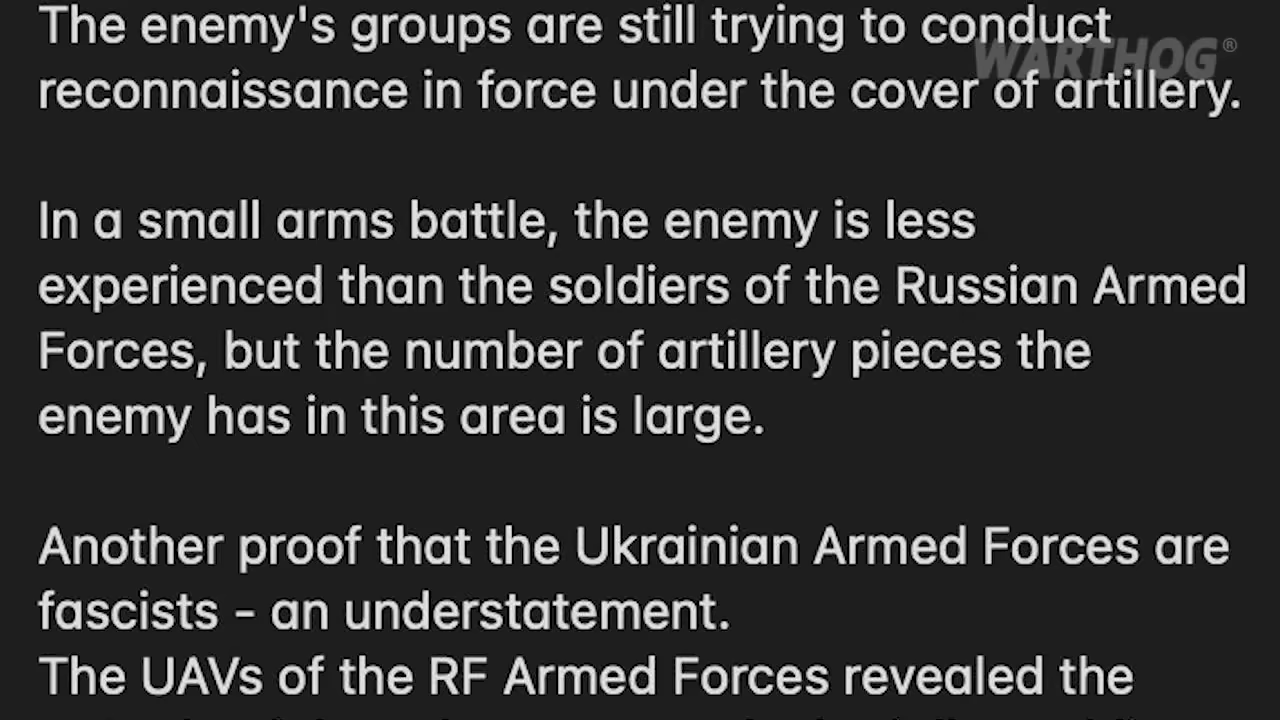 The enemy's groups are still trying to conduct
WARTHOG®
reconnaissance in force under the cover of artillery.
In a small arms battle, the enemy is less
experienced than the soldiers of the Russian Armed
Forces, but the number of artillery pieces the
enemy has in this area is large.
Another proof that the Ukrainian Armed Forces are
fascists - an understatement.
The UAVs of the RF Armed Forces revealed the